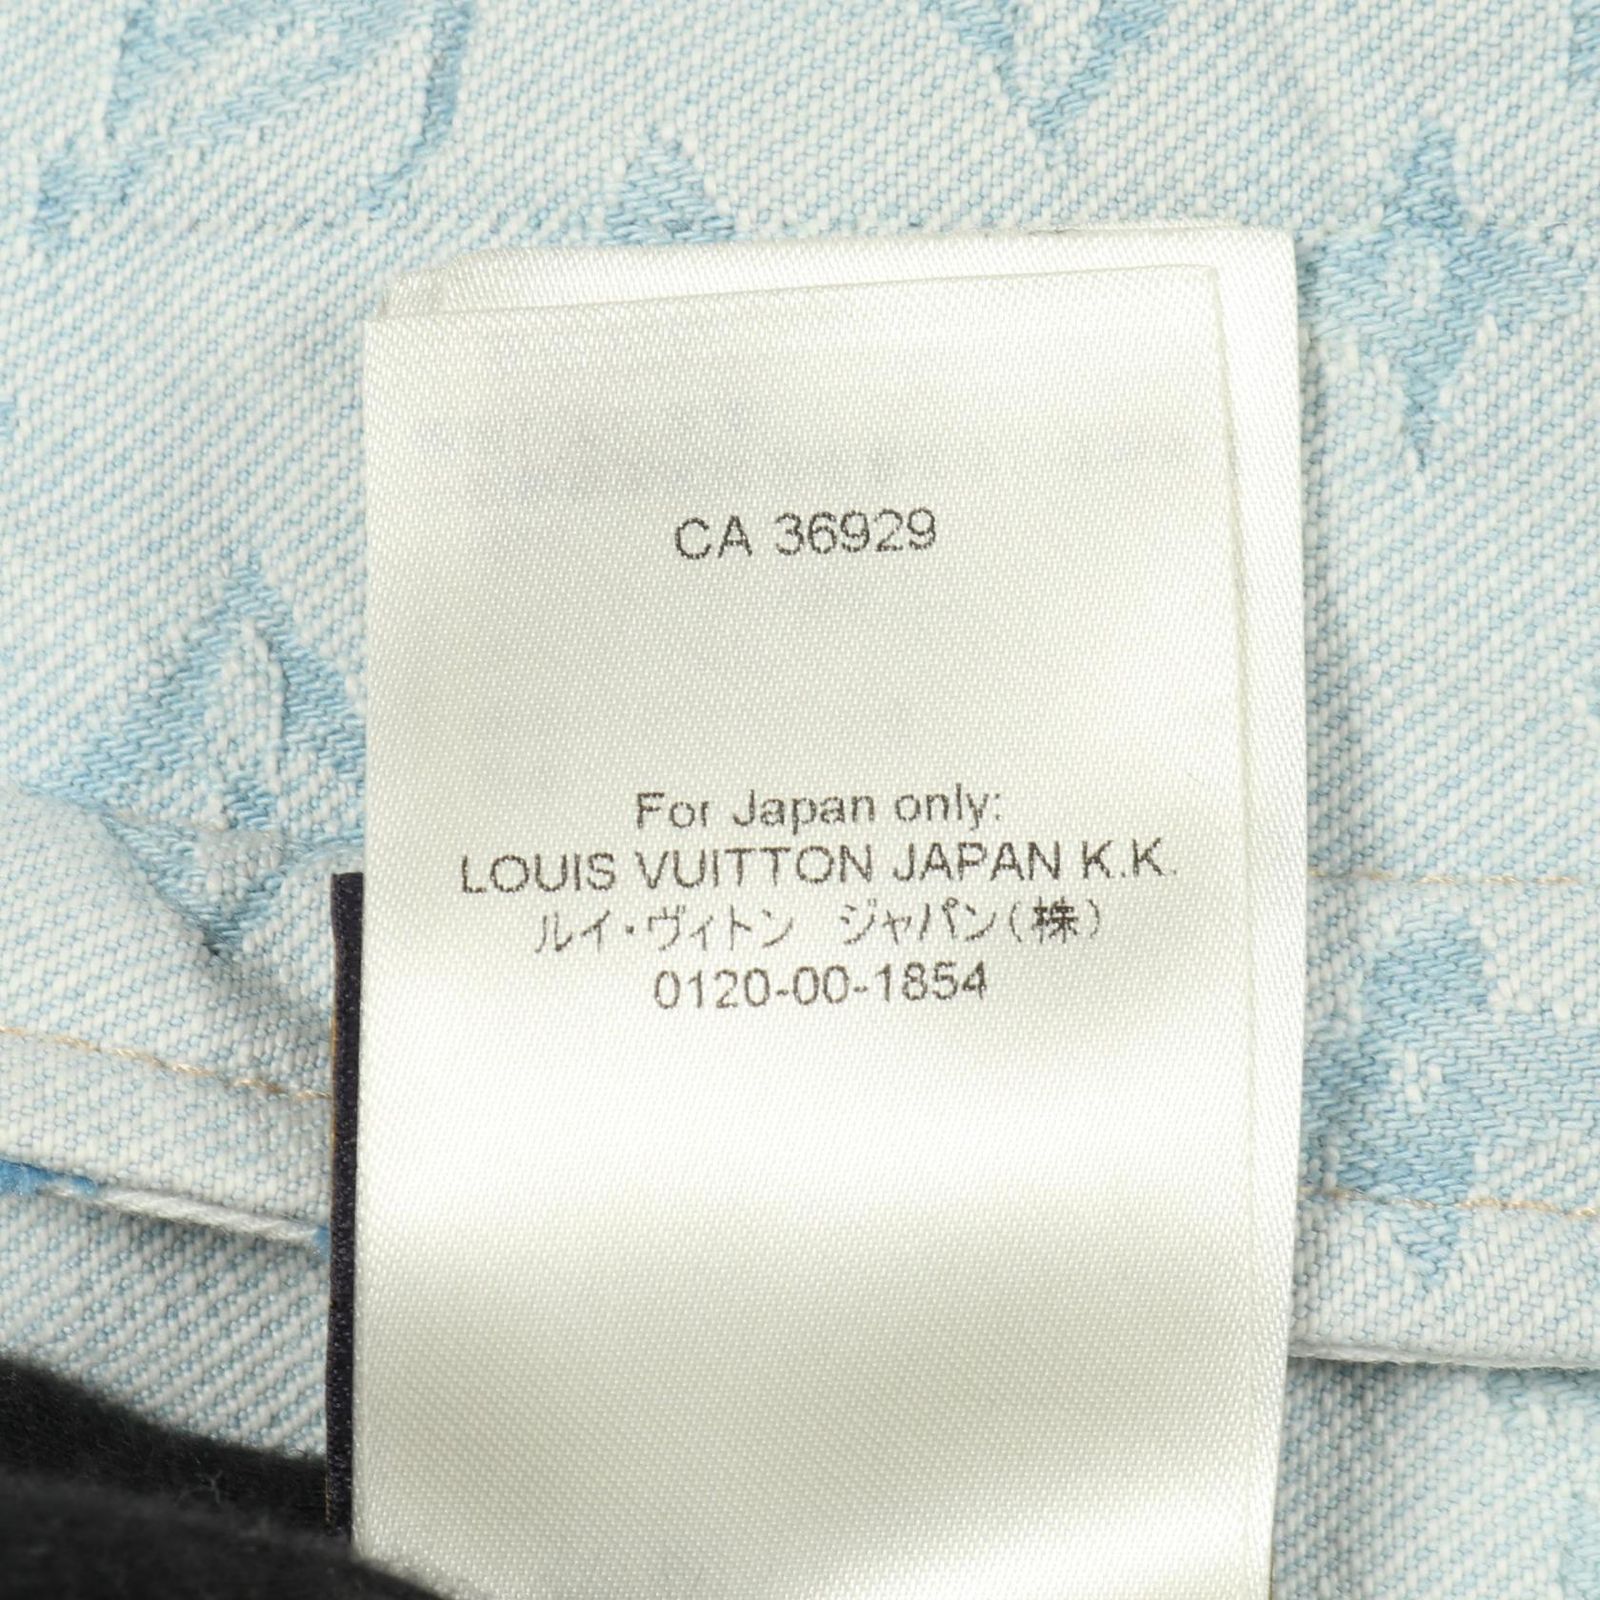 CA 36929
For Japan only:
LOUIS VUITTON JAPAN K.K.
ルイ・ヴィトン　ジャパン(株)
0120-00-1854